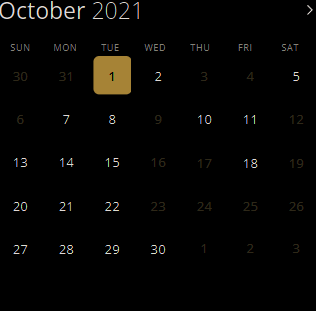 October 2021
SUN MON TUE WED THU FRI SAT
30 31 1 2 3 4 5
6 7 8 9 10 11 12
13 14 15 16 17 18 19
20 21 22 23 24 25 26
27 28 29 30 1 2 3